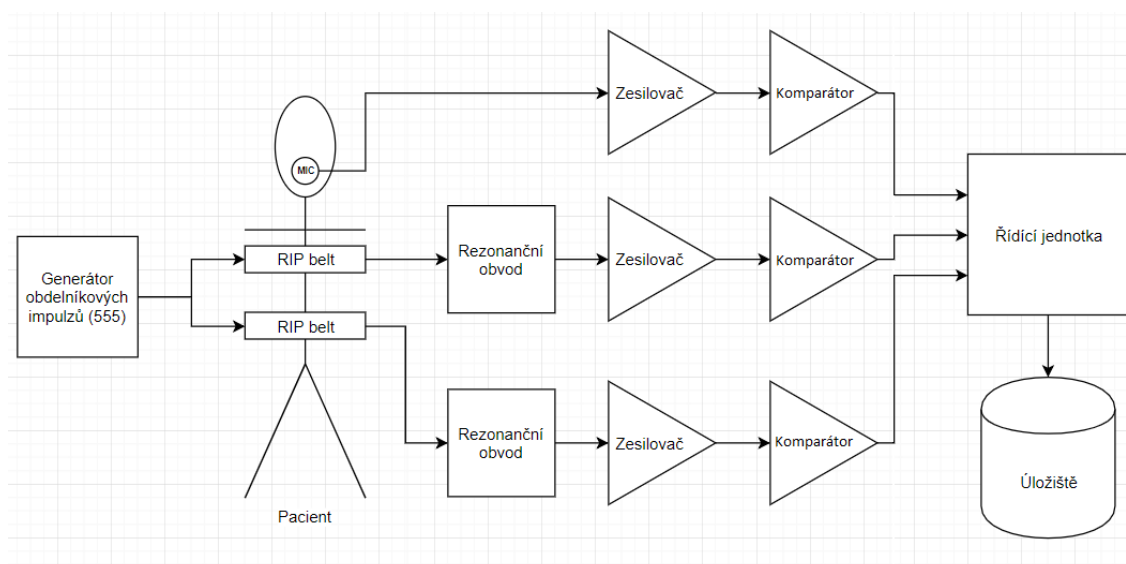 Zesilovač
Komparátor
MIC
Generátor
obdelníkových
impulzů (555)
RIP belt
Rezonanční
obvod
Zesilovač
Komparátor
Řídící jednotka
RIP belt
Rezonanční
obvod
Zesilovač
Komparátor
Úložiště
Pacient